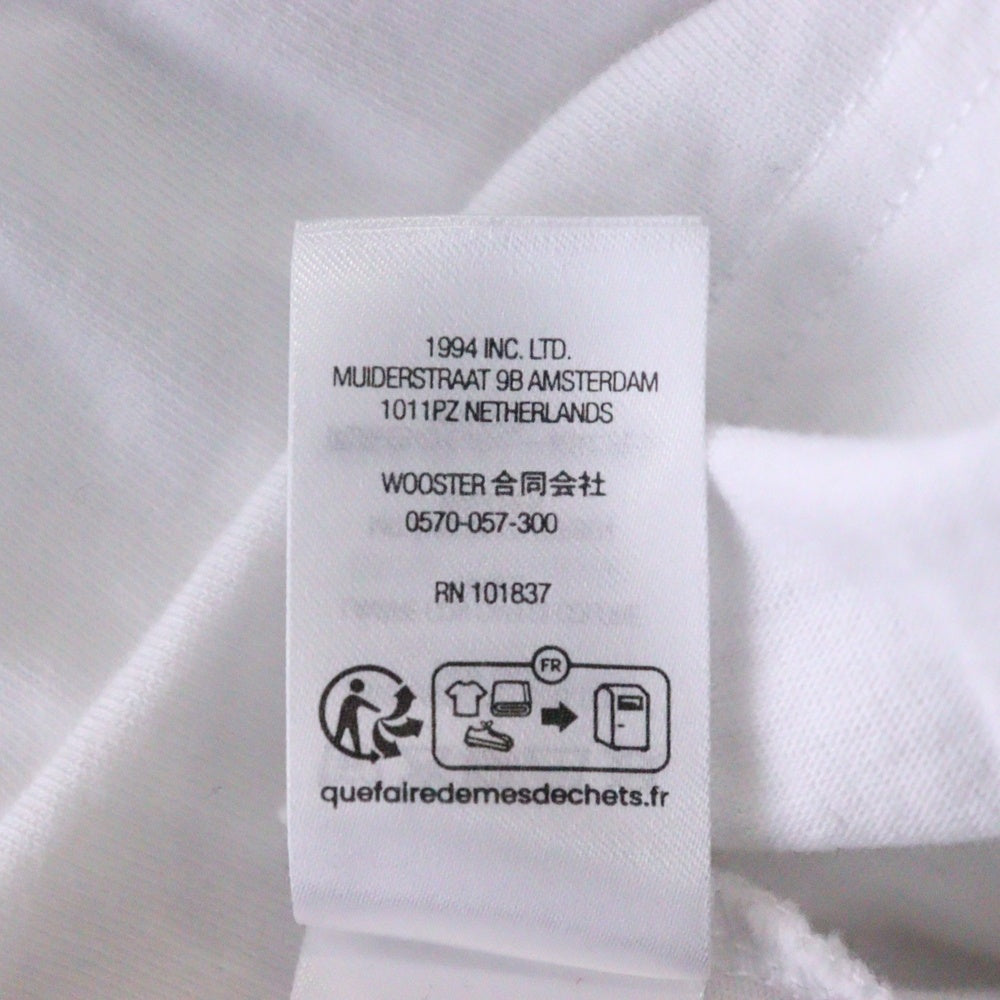 1994 INC. LTD.
MUIDERSTRAAT 9B AMSTERDAM
1011PZ NETHERLANDS
WOOSTER 合同会社
0570-057-300
RN 101837
FR
quefairedemesdechets.fr